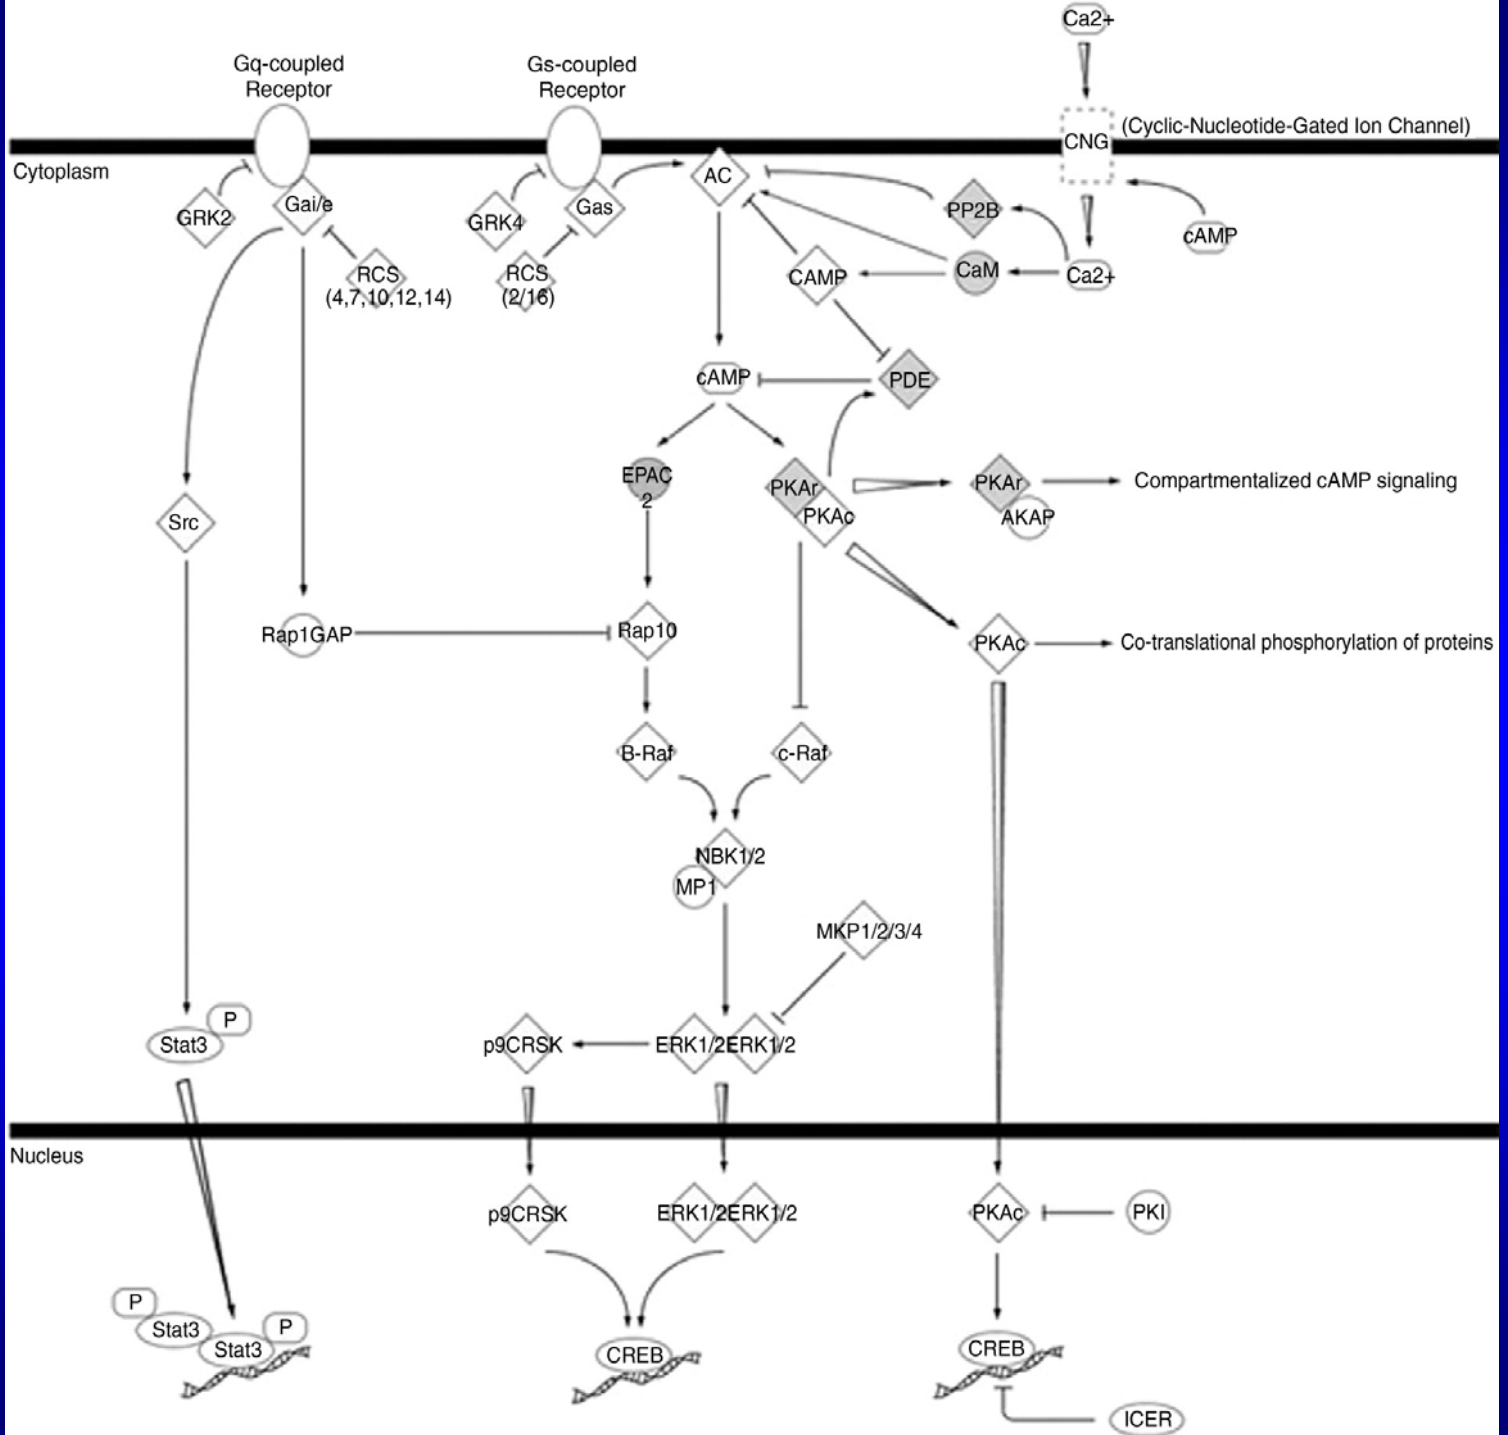 Ca2+
Gq-coupled
Receptor
Gs-coupled
Receptor
(Cyclic-Nucleotide-Gated Ion Channel)
CNG
Cytoplasm
AC
GRK2
Gai/e
GRK4
Gas
PP2B
cAMP
RCS
(4,7,10,12,14)
RCS
(2/16)
CAMP
CaM
Ca2+
cAMP
PDE
EPAC
2
PKAr
PKAc
PKAr
AKAP
Compartmentalized cAMP signaling
Src
Rap1GAP
Rap10
PKAc
Co-translational phosphorylation of proteins
B-Raf
c-Raf
NBK1/2
MP1
MKP1/2/3/4
P
Stat3
p9CRSK
ERK1/2ERK1/2
Nucleus
p9CRSK
ERK1/2ERK1/2
PKAc
PKI
P
Stat3
P
Stat3
CREB
CREB
ICER